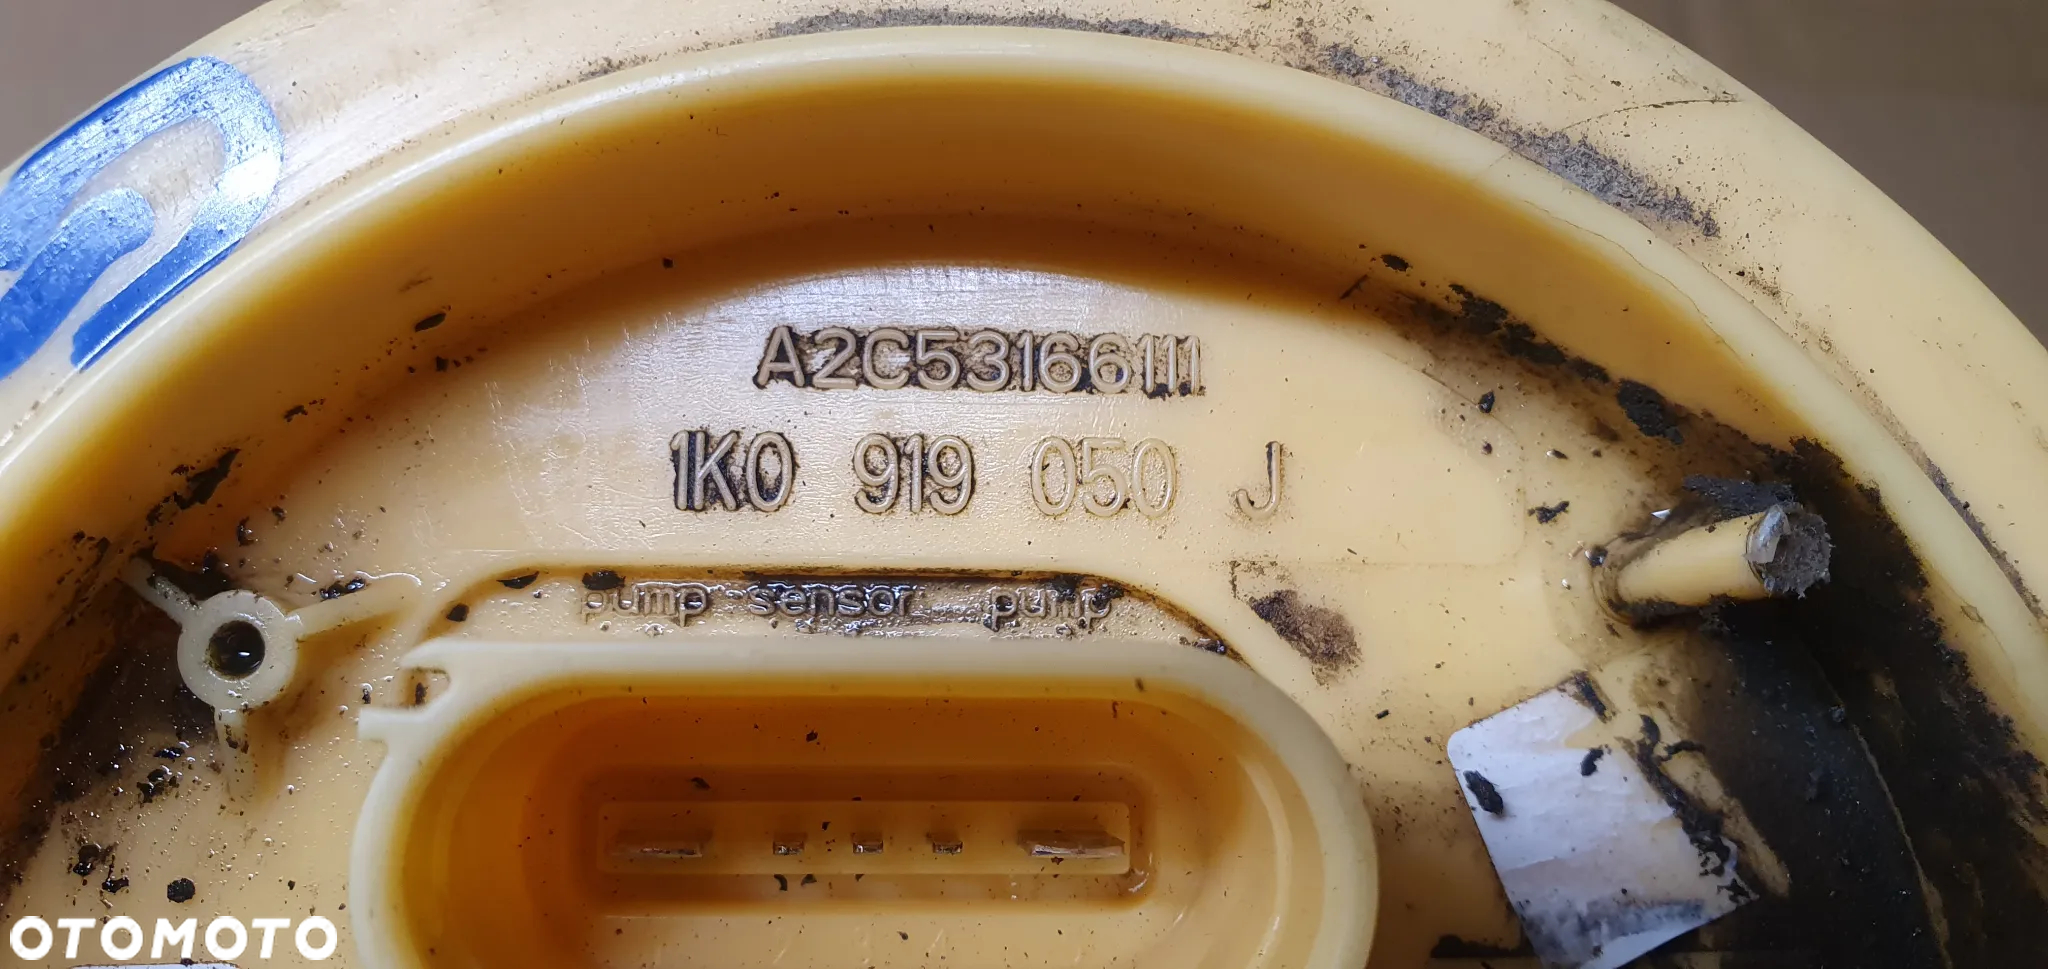 A2C53166111
1K0 919 050 J
pump sensor pump
OTOMOTO